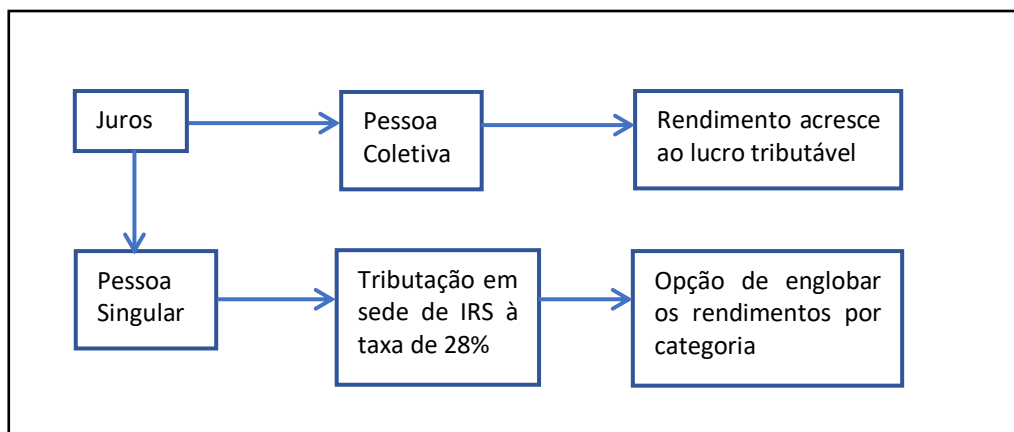 Juros
Pessoa
Coletiva
Rendimento acresce
ao lucro tributável
Pessoa
Singular
Tributação em
sede de IRS à
taxa de 28%
Opção de englobar
os rendimentos por
categoria